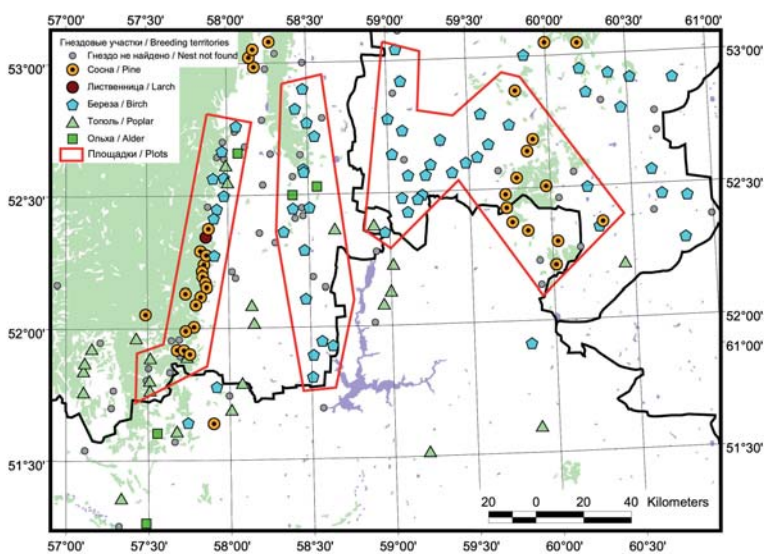 57°00' 57°30' 58°00' 58°30' 59°00' 59°30' 60°00' 60°30'
Гнездовые участки / Breeding territories
Гнездо не найдено / Nest not found
Сосна / Pine
Лиственница / Larch
Береза / Birch
Тополь / Poplar
Ольха / Alder
Площадки / Plots
53°00' 53°00'
52°30' 52°30'
52°00' 52°00'
61°00'
51°30' 51°30'
20 0 20 40 Kilometers
57°00' 57°30' 58°00' 58°30' 59°00' 59°30' 60°00' 60°30'